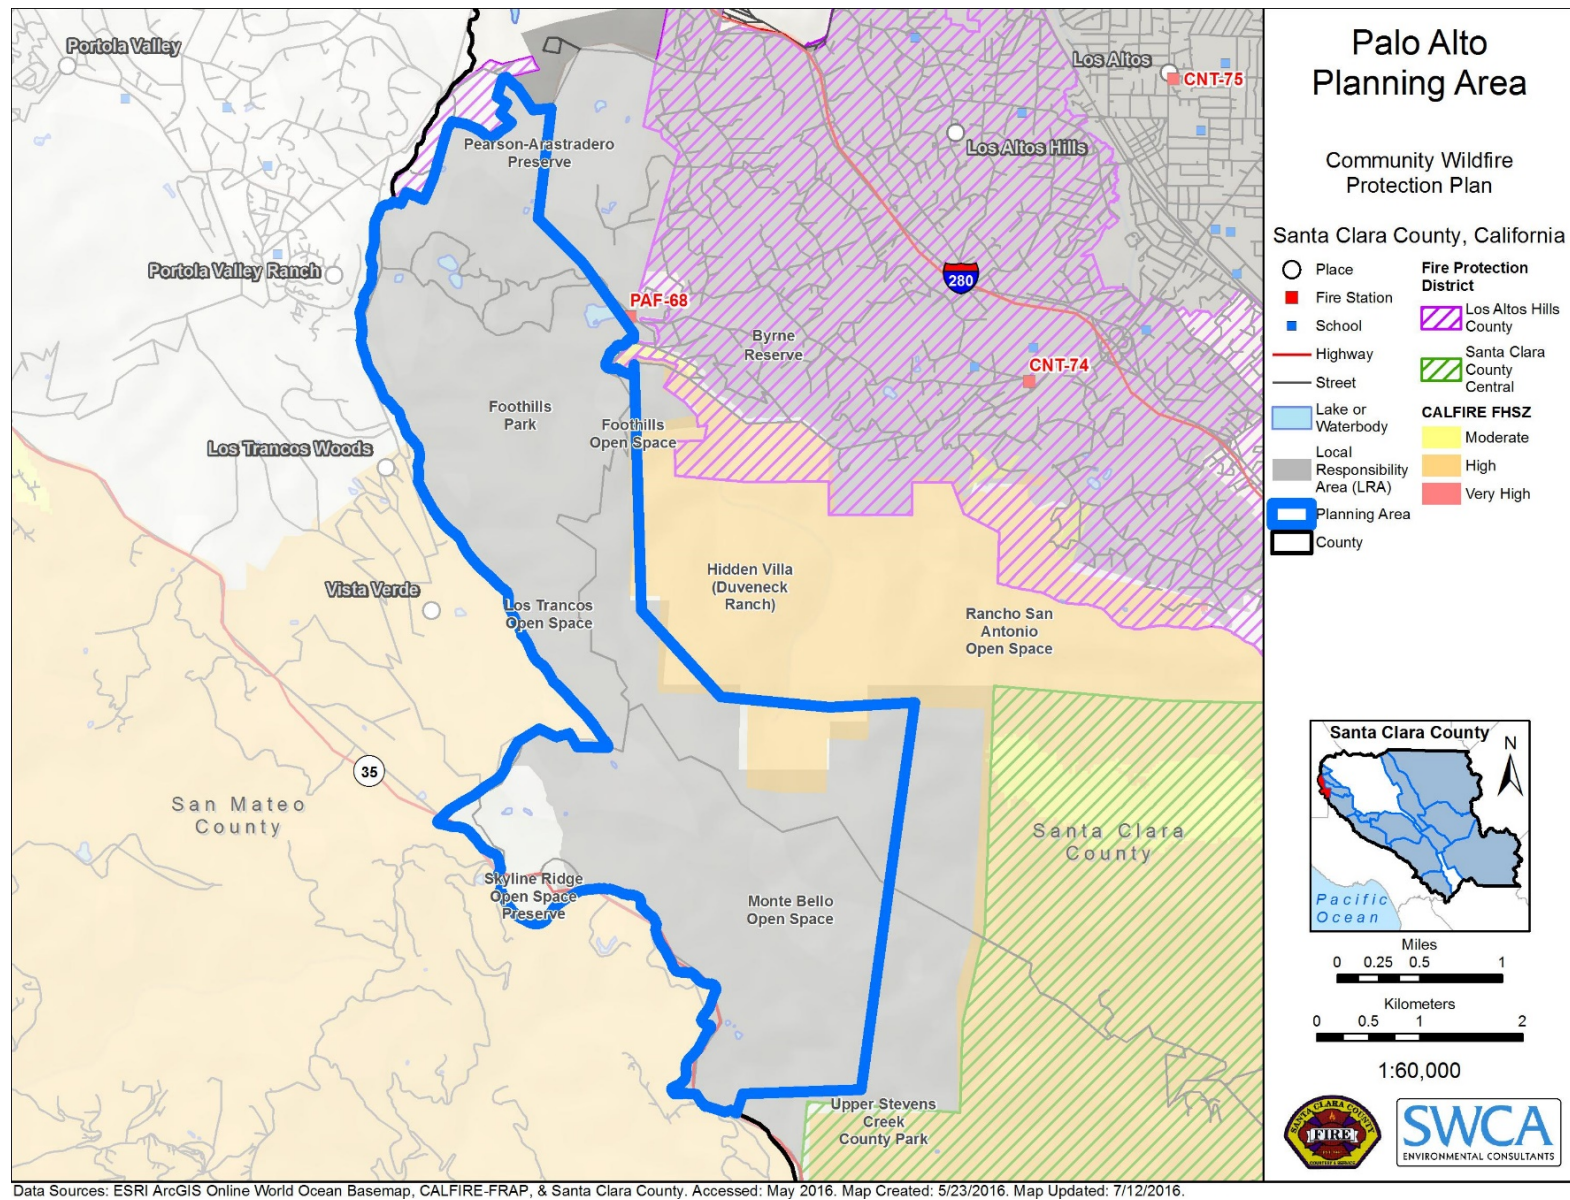 Portola Valley
Los Altos
CNT-75
Los Altos Hills
Pearson-Arastradero
Preserve
Portola Valley Ranch
280
PAF-68
Byrne
Reserve
CNT-74
Foothills
Park
Foothills
Open Space
Los Trancos Woods
Hidden Villa
(Duveneck
Ranch)
Vista Verde
Los Trancos
Open Space
Rancho San
Antonio
Open Space
35
San Mateo
County
Santa Clara
County
Skyline Ridge
Open Space
Preserve
Monte Bello
Open Space
Upper Stevens
Creek
County Park
Palo Alto
Planning Area
Community Wildfire
Protection Plan
Santa Clara County, California
Place
Fire Station
School
Highway
Street
Lake or
Waterbody
Local
Responsibility
Area (LRA)
Planning Area
County
Fire Protection
District
Los Altos Hills
County
Santa Clara
County
Central
CALFIRE FHSZ
Moderate
High
Very High
Santa Clara County
N
Pacific
Ocean
Miles
0 0.25 0.5 1
Kilometers
0 0.5 1 2
1:60,000
SANTA CLARA COUNTY
FIRE
SWCA
ENVIRONMENTAL CONSULTANTS
Data Sources: ESRI ArcGIS Online World Ocean Basemap, CALFIRE-FRAP, & Santa Clara County. Accessed: May 2016. Map Created: 5/23/2016. Map Updated: 7/12/2016.